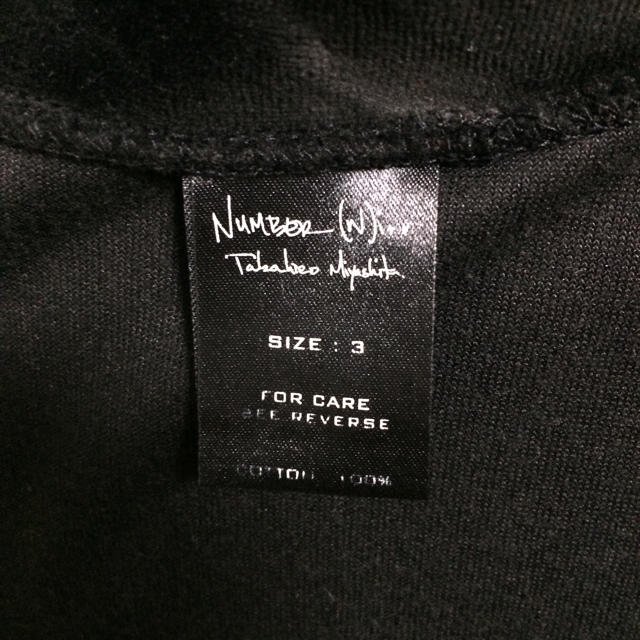 NUMBER (N)ine
Takahiro Miyashita
SIZE : 3
FOR CARE
SEE REVERSE
COTTON 100%